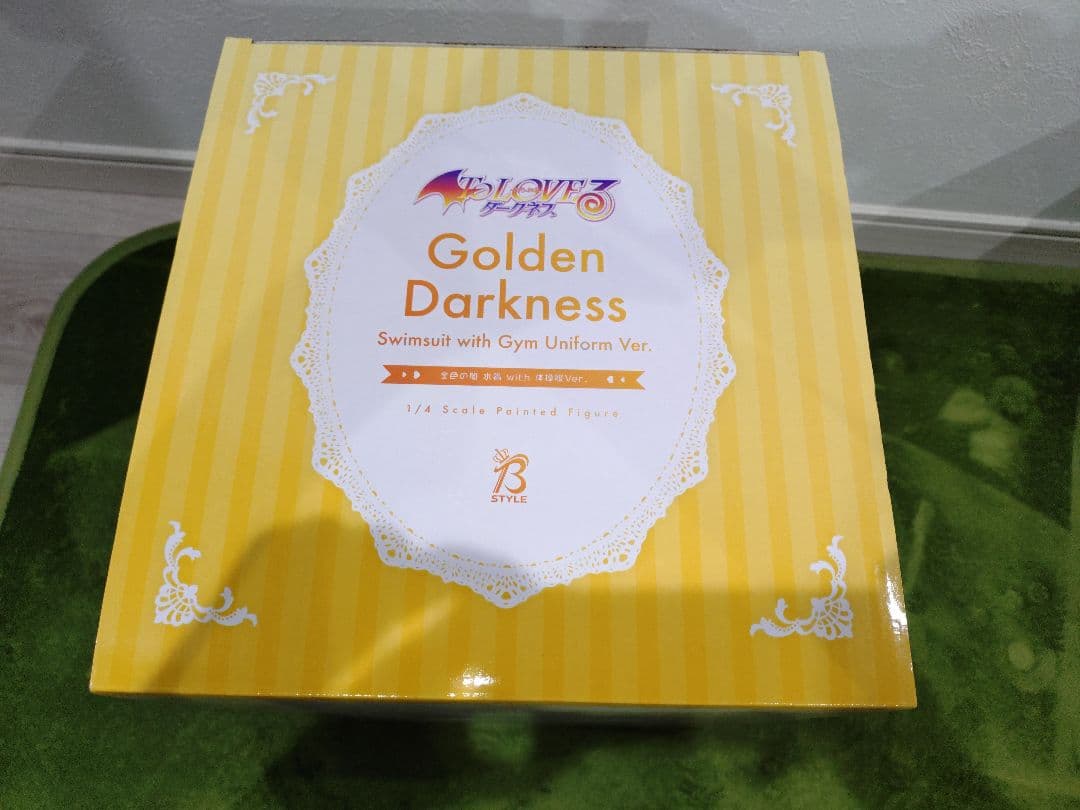 To LOVEる
ダークネス
Golden
Darkness
Swimsuit with Gym Uniform Ver.
金色の闇 水着 with 体操服Ver.
1/4 Scale Painted Figure
B
STYLE